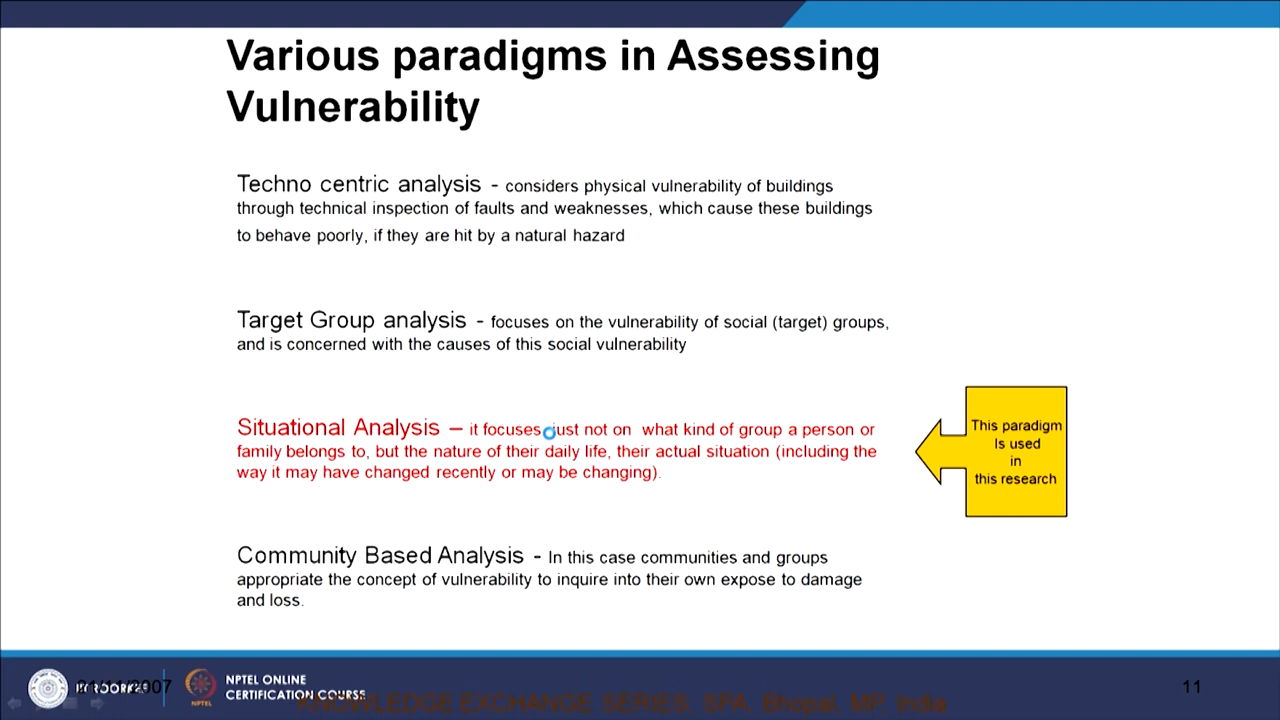 Various paradigms in Assessing
Vulnerability
Techno centric analysis - considers physical vulnerability of buildings
through technical inspection of faults and weaknesses, which cause these buildings
to behave poorly, if they are hit by a natural hazard
Target Group analysis - focuses on the vulnerability of social (target) groups,
and is concerned with the causes of this social vulnerability
Situational Analysis – it focuses just not on what kind of group a person or
family belongs to, but the nature of their daily life, their actual situation (including the
way it may have changed recently or may be changing).
This paradigm
Is used
in
this research
Community Based Analysis - In this case communities and groups
appropriate the concept of vulnerability to inquire into their own expose to damage
and loss.
IIT ROORKEE
NPTEL ONLINE
CERTIFICATION COURSE
NPTEL
KNOWLEDGE EXCHANGE SERIES, SPA, Bhopal, MP, India
11